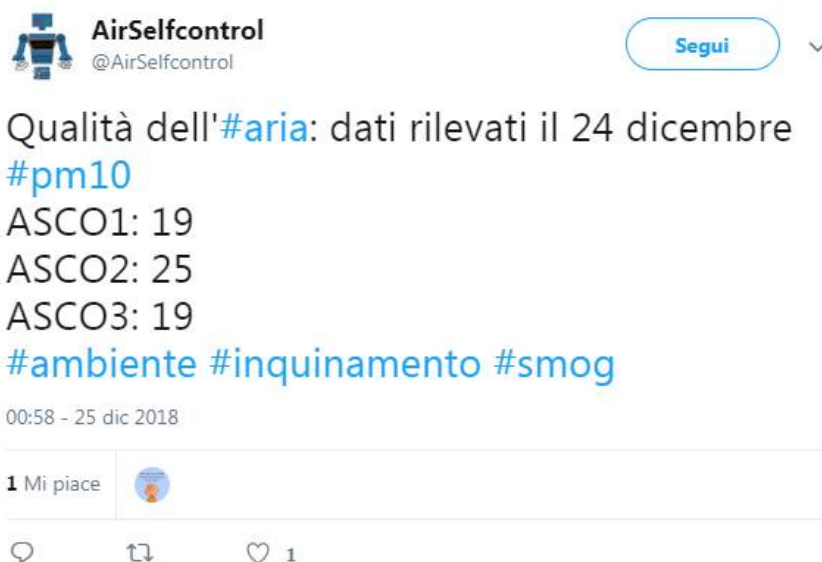 AirSelfcontrol
@AirSelfcontrol
Segui
Qualità dell'#aria: dati rilevati il 24 dicembre
#pm10
ASCO1: 19
ASCO2: 25
ASCO3: 19
#ambiente #inquinamento #smog
00:58 - 25 dic 2018
1 Mi piace
1